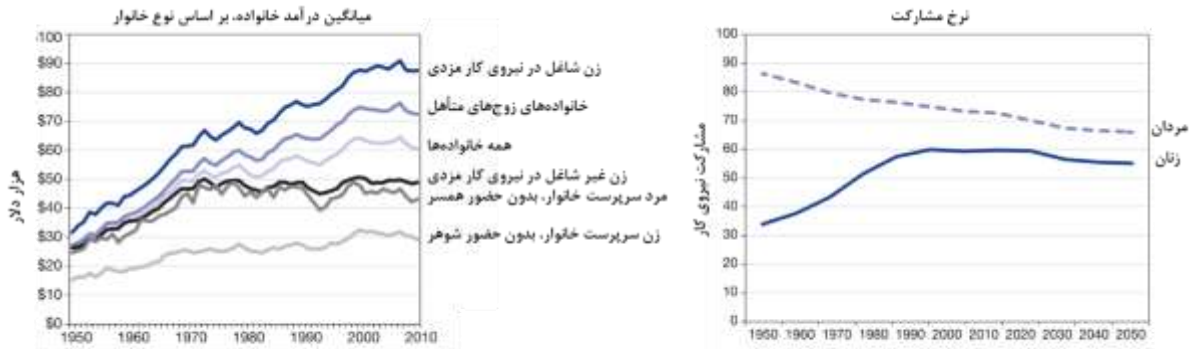 میانگین درآمد خانواده، بر اساس نوع خانوار
$100
$90
$80
$70
$60
$50
$40
$30
$20
$10
$0
هزار دلار
1950 1960 1970 1980 1990 2000 2010
زن شاغل در نیروی کار مزدی
خانواده‌های زوج‌های متأهل
همه خانواده‌ها
زن غیر شاغل در نیروی کار مزدی
مرد سرپرست خانوار، بدون حضور همسر
زن سرپرست خانوار، بدون حضور شوهر
نرخ مشارکت
100
90
80
70
60
50
40
30
20
10
0
مشارکت نیروی کار
1950 1960 1970 1980 1990 2000 2010 2020 2030 2040 2050
مردان
زنان